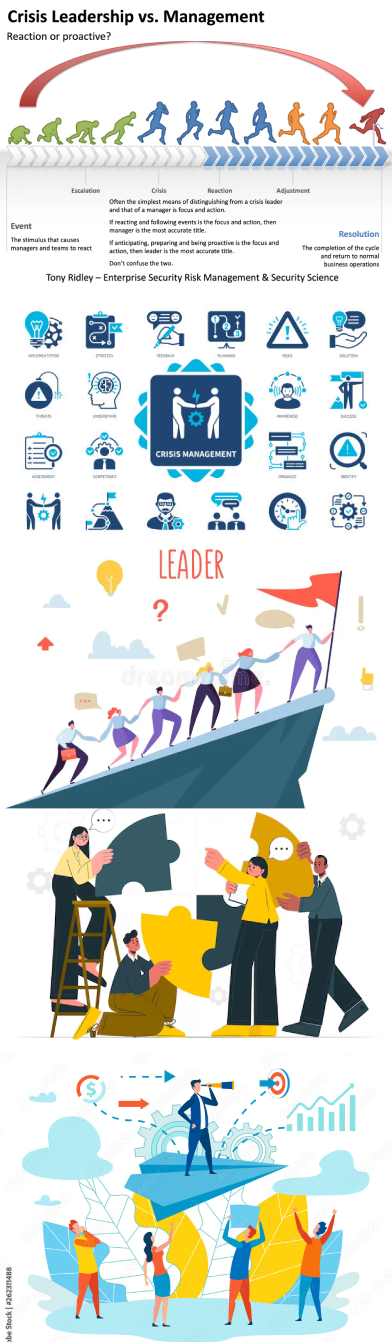 Crisis Leadership vs. Management
Reaction or proactive?
Escalation
Crisis
Reaction
Adjustment
Often the simplest means of distinguishing from a crisis leader
and that of a manager is focus and action.
If reacting and following events is the focus and action, then
manager is the most accurate title.
If anticipating, preparing and being proactive is the focus and
action, then leader is the most accurate title.
Don't confuse the two.
Event
The stimulus that causes
managers and teams to react
Resolution
The completion of the cycle
and return to normal
business operations
Tony Ridley – Enterprise Security Risk Management & Security Science
IMPLEMENTATION
STRATEGY
FEEDBACK
PLANNING
RISKS
SOLUTION
THREATS
UNDERSTAND
CRISIS MANAGEMENT
AWARENESS
SUCCESS
ASSESSMENT
COMPETENCE
ORGANIZE
IDENTIFY
LEADER
?
!
$
Adobe Stock | #262311488